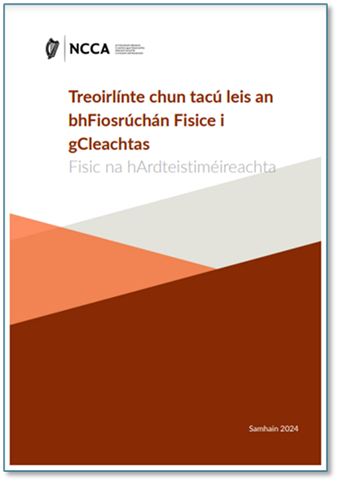 NCCA
Treoirlínte chun tacú leis an
bhFiosrúchán Fisice i
gCleachtas
Fisic na hArdteistiméireachta
Samhain 2024